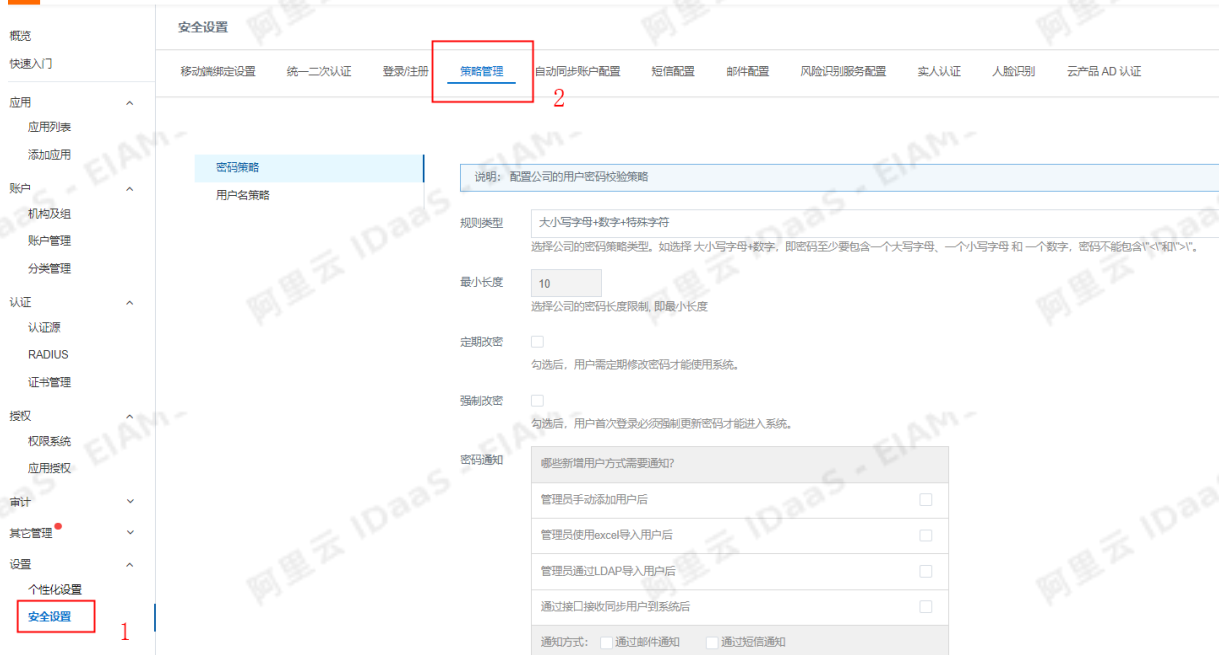 概览
快速入门
应用
应用列表
添加应用
账户
机构及组
账户管理
分类管理
认证
认证源
RADIUS
证书管理
授权
权限系统
应用授权
审计
其它管理
设置
个性化设置
安全设置
1
安全设置
移动端绑定设置 统一二次认证 登录/注册 策略管理 自动同步账户配置 短信配置 邮件配置 风险识别服务配置 实人认证 人脸识别 云产品 AD 认证
2
密码策略
用户名策略
说明: 配置公司的用户密码校验策略
规则类型 大小写字母+数字+特殊字符
选择公司的密码策略类型。如选择 大小写字母+数字，即密码至少要包含一个大写字母、一个小写字母 和 一个数字，密码不能包含\"<\"和\">\"。
最小长度 10
选择公司的密码长度限制, 即最小长度
定期改密
勾选后，用户需定期修改密码才能使用系统。
强制改密
勾选后，用户首次登录必须强制更新密码才能进入系统。
密码通知 哪些新增用户方式需要通知?
管理员手动添加用户后
管理员使用excel导入用户后
管理员通过LDAP导入用户后
通过接口接收同步用户到系统后
通知方式: 通过邮件通知 通过短信通知
阿里云 IDaaS - EIAM-